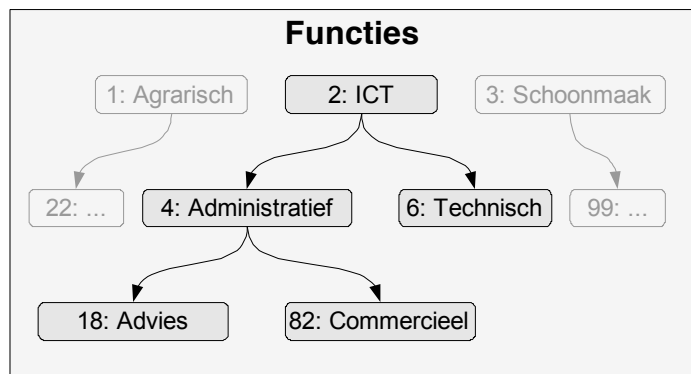 Functies
1: Agrarisch
2: ICT
3: Schoonmaak
22: ...
4: Administratief
6: Technisch
99: ...
18: Advies
82: Commercieel